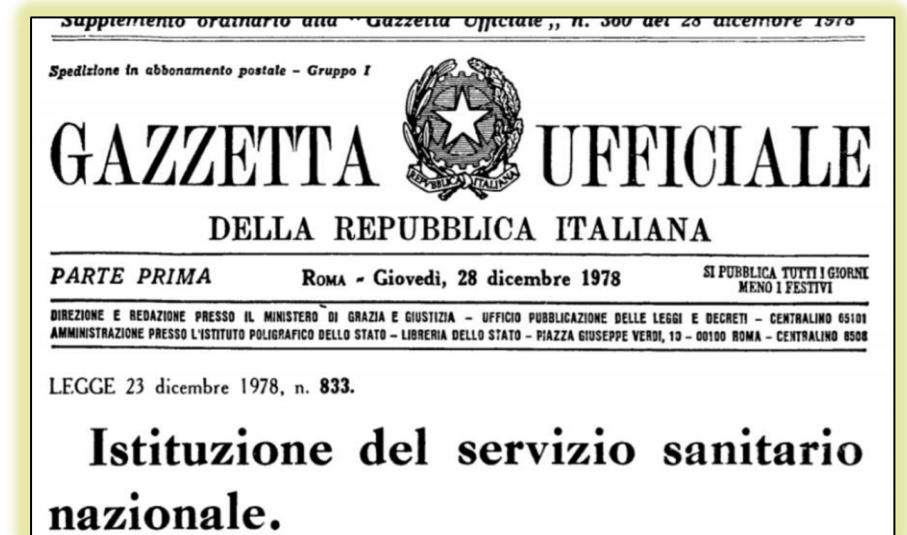 Supplemento ordinario alla "Gazzetta Ufficiale,, n. 360 del 28 dicembre 1978
Spedizione in abbonamento postale - Gruppo I
GAZZETTA UFFICIALE
REPVBBLICA ITALIANA
DELLA REPUBBLICA ITALIANA
PARTE PRIMA
ROMA - Giovedì, 28 dicembre 1978
SI PUBBLICA TUTTI I GIORNI
MENO I FESTIVI
DIREZIONE E REDAZIONE PRESSO IL MINISTERO DI GRAZIA E GIUSTIZIA - UFFICIO PUBBLICAZIONE DELLE LEGGI E DECRETI - CENTRALINO 65101
AMMINISTRAZIONE PRESSO L'ISTITUTO POLIGRAFICO DELLO STATO - LIBRERIA DELLO STATO - PIAZZA GIUSEPPE VERDI, 10 - 00100 ROMA - CENTRALINO 8508
LEGGE 23 dicembre 1978, n. 833.
Istituzione del servizio sanitario
nazionale.